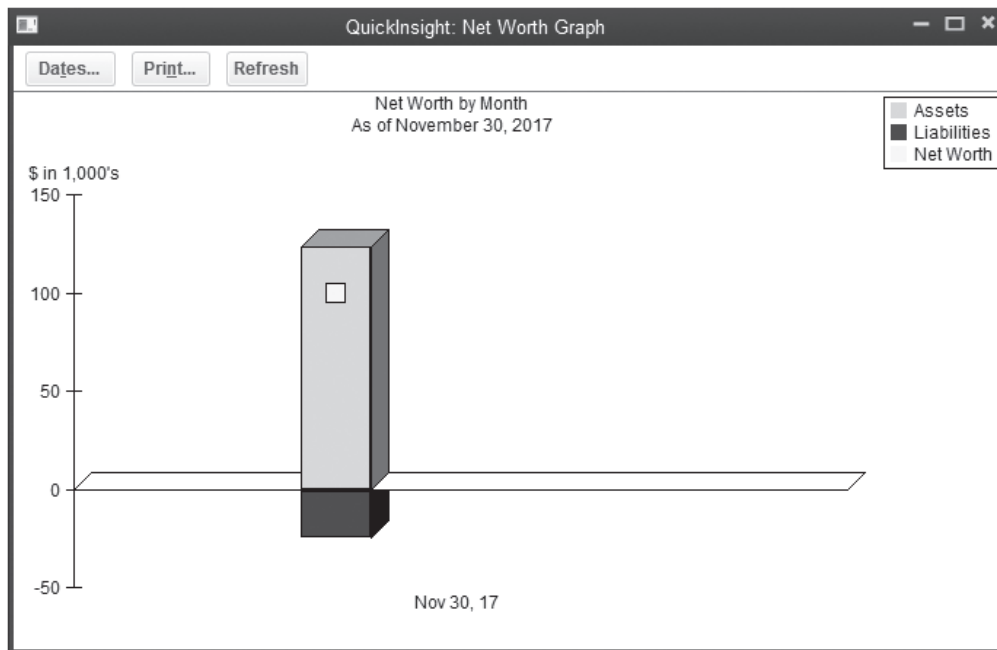 QuickInsight: Net Worth Graph
Dates... Print... Refresh
Net Worth by Month
As of November 30, 2017
Assets
Liabilities
Net Worth
$ in 1,000's
150
100
50
0
-50
Nov 30, 17